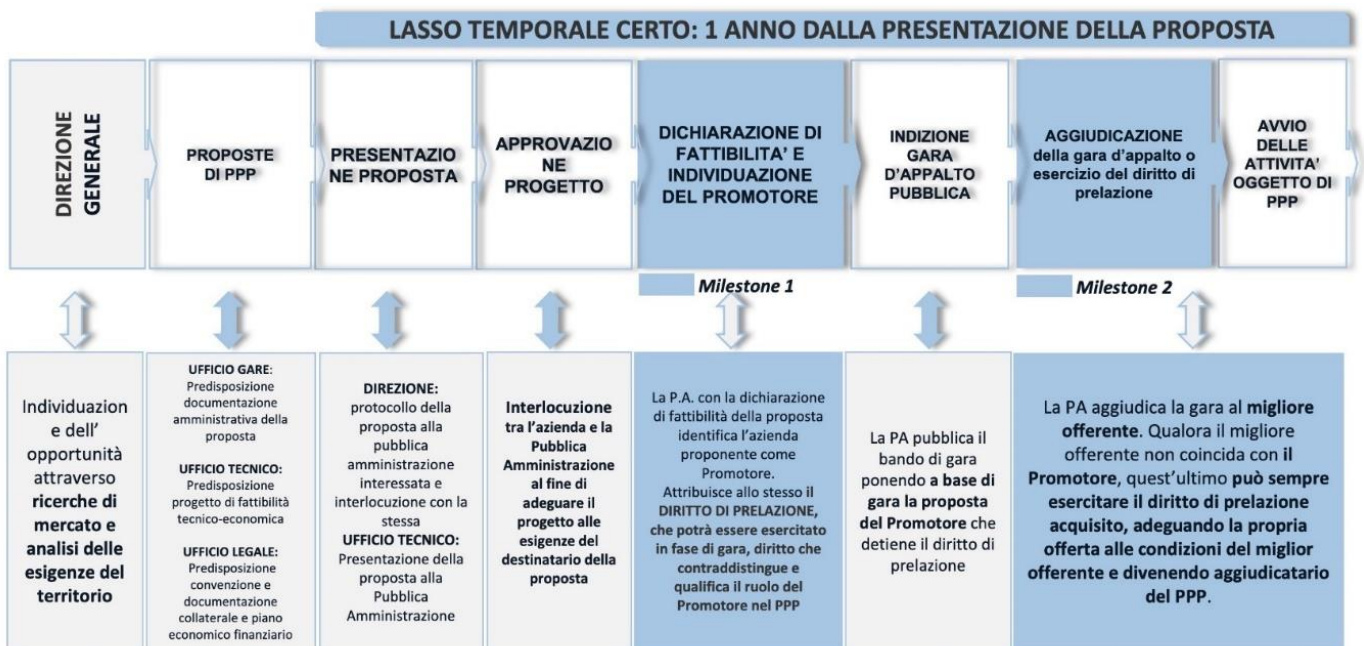 LASSO TEMPORALE CERTO: 1 ANNO DALLA PRESENTAZIONE DELLA PROPOSTA
DIREZIONE
GENERALE
PROPOSTE
DI PPP
PRESENTAZIO
NE PROPOSTA
APPROVAZIO
NE
PROGETTO
DICHIARAZIONE DI
FATTIBILITA’ E
INDIVIDUAZIONE
DEL PROMOTORE
INDIZIONE
GARA
D’APPALTO
PUBBLICA
AGGIUDICAZIONE
della gara d’appalto o
esercizio del diritto di
prelazione
AVVIO
DELLE
ATTIVITA’
OGGETTO DI
PPP
Milestone 1
Milestone 2
Individuazion
e dell’
opportunità
attraverso
ricerche di
mercato e
analisi delle
esigenze del
territorio
UFFICIO GARE:
Predisposizione
documentazione
amministrativa della
proposta
UFFICIO TECNICO:
Predisposizione
progetto di fattibilità
tecnico-economica
UFFICIO LEGALE:
Predisposizione
convenzione e
documentazione
collaterale e piano
economico finanziario
DIREZIONE:
protocollo della
proposta alla
pubblica
amministrazione
interessata e
interlocuzione con la
stessa
UFFICIO TECNICO:
Presentazione della
proposta alla
Pubblica
Amministrazione
Interlocuzione
tra l’azienda e la
Pubblica
Amministrazione
al fine di
adeguare il
progetto alle
esigenze del
destinatario della
proposta
La P.A. con la dichiarazione
di fattibilità della proposta
identifica l’azienda
proponente come
Promotore.
Attribuisce allo stesso il
DIRITTO DI PRELAZIONE,
che potrà essere esercitato
in fase di gara, diritto che
contraddistingue e
qualifica il ruolo del
Promotore nel PPP
La PA pubblica il
bando di gara
ponendo a base di
gara la proposta
del Promotore che
detiene il diritto di
prelazione
La PA aggiudica la gara al migliore
offerente. Qualora il migliore
offerente non coincida con il
Promotore, quest’ultimo può sempre
esercitare il diritto di prelazione
acquisito, adeguando la propria
offerta alle condizioni del miglior
offerente e divenendo aggiudicatario
del PPP.